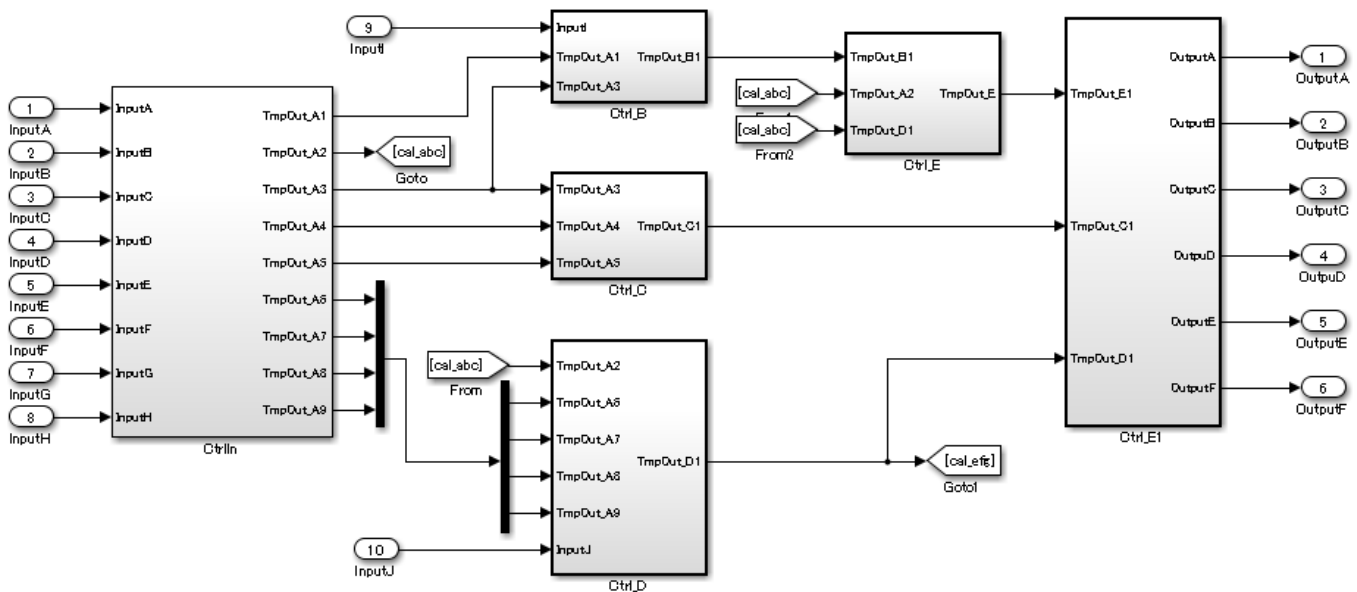 9
InputI
1
InputA
2
InputB
3
InputC
4
InputD
5
InputE
6
InputF
7
InputG
8
InputH
InputA
InputB
InputC
InputD
InputE
InputF
InputG
InputH
TmpOut_A1
TmpOut_A2
TmpOut_A3
TmpOut_A4
TmpOut_A5
TmpOut_A6
TmpOut_A7
TmpOut_A8
TmpOut_A9
CtrlIn
[cal_abc]
Goto
InputI
TmpOut_A1
TmpOut_A3
TmpOut_B1
Ctrl_B
TmpOut_A3
TmpOut_A4
TmpOut_A5
TmpOut_C1
Ctrl_C
[cal_abc]
From
TmpOut_A2
TmpOut_A6
TmpOut_A7
TmpOut_A8
TmpOut_A9
InputJ
TmpOut_D1
Ctrl_D
10
InputJ
[cal_abc]
[cal_abc]
From2
TmpOut_B1
TmpOut_A2
TmpOut_D1
TmpOut_E
Ctrl_E
[cal_efg]
Goto1
TmpOut_E1
TmpOut_C1
TmpOut_D1
OutputA
OutputB
OutputC
OutpuD
OutputE
OutputF
Ctrl_E1
1
OutputA
2
OutputB
3
OutputC
4
OutpuD
5
OutputE
6
OutputF